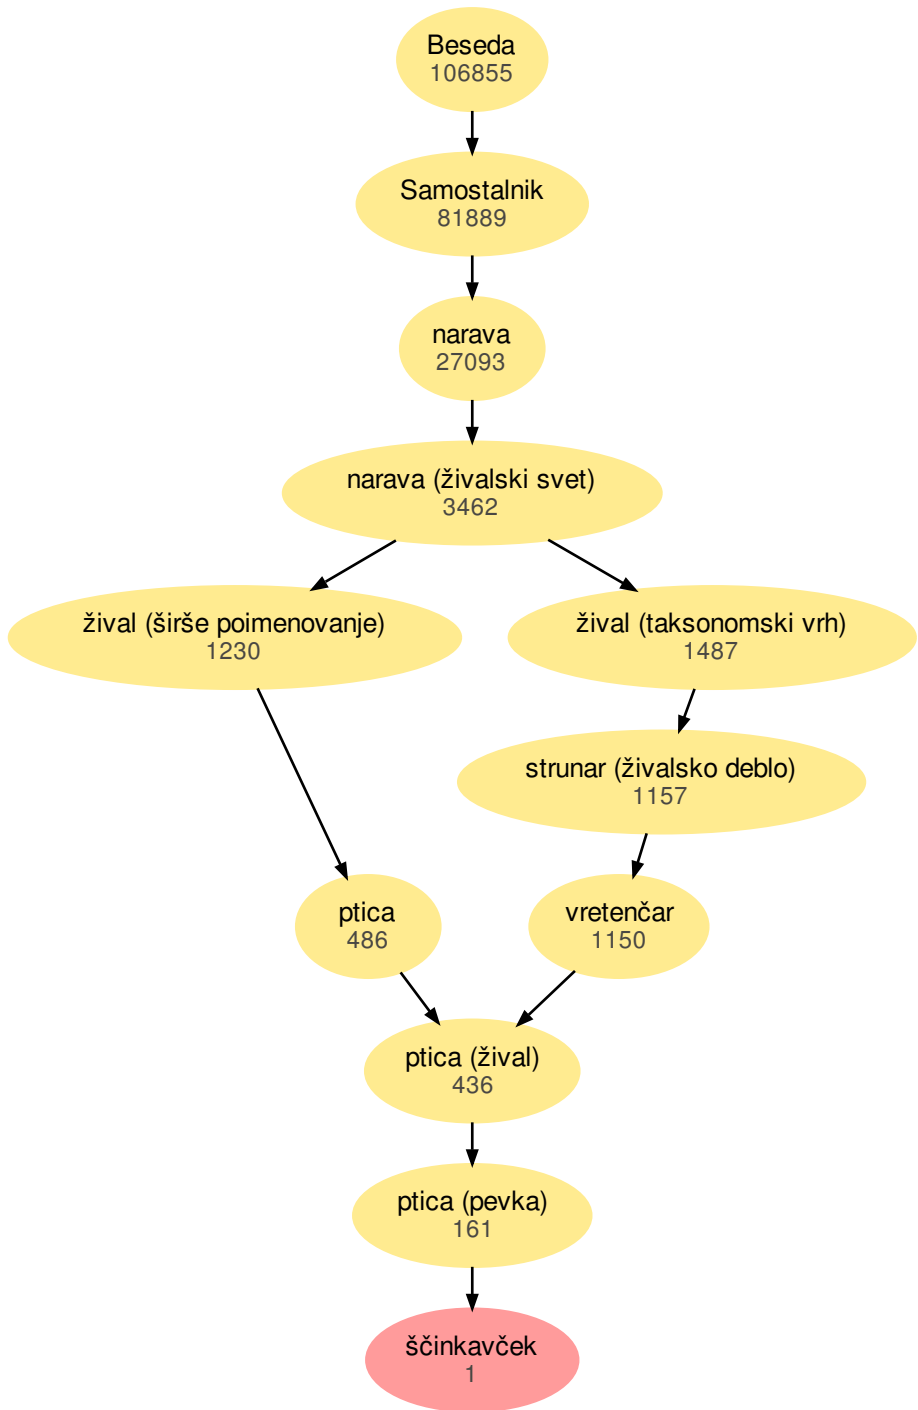 Beseda
106855
Samostalnik
81889
narava
27093
narava (živalski svet)
3462
žival (širše poimenovanje)
1230
žival (taksonomski vrh)
1487
strunar (živalsko deblo)
1157
ptica
486
vretenčar
1150
ptica (žival)
436
ptica (pevka)
161
ščinkavček
1